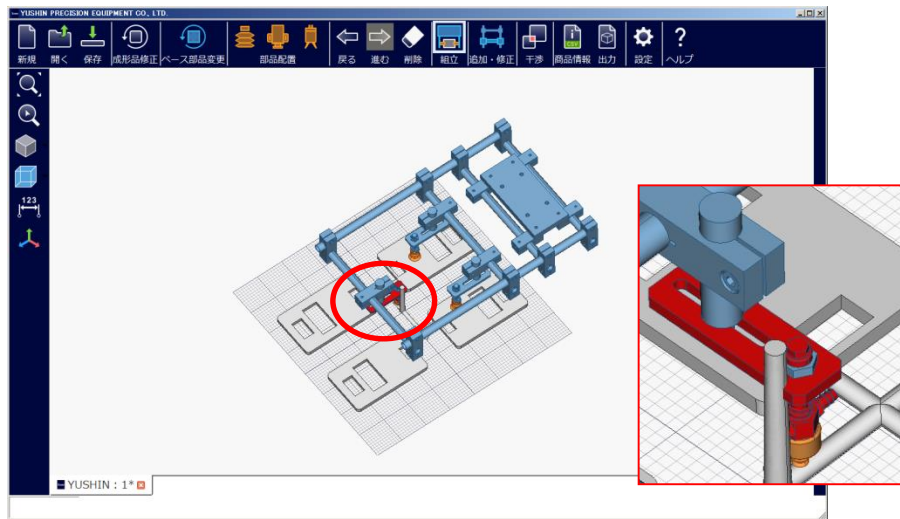 YUSHIN PRECISION EQUIPMENT CO., LTD.
新規 開く 保存 成形品修正 ベース部品変更 部品配置 戻る 進む 削除 組立 追加・修正 干渉 商品情報 出力 設定 ヘルプ
CSV
?
123
YUSHIN : 1*